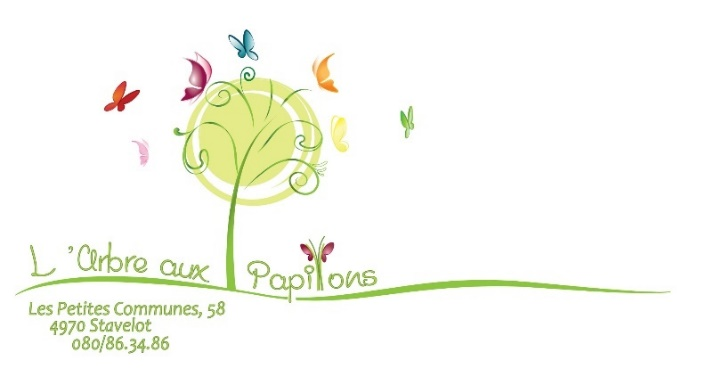 L'Arbre aux Papillons
Les Petites Communes, 58
4970 Stavelot
080/86.34.86